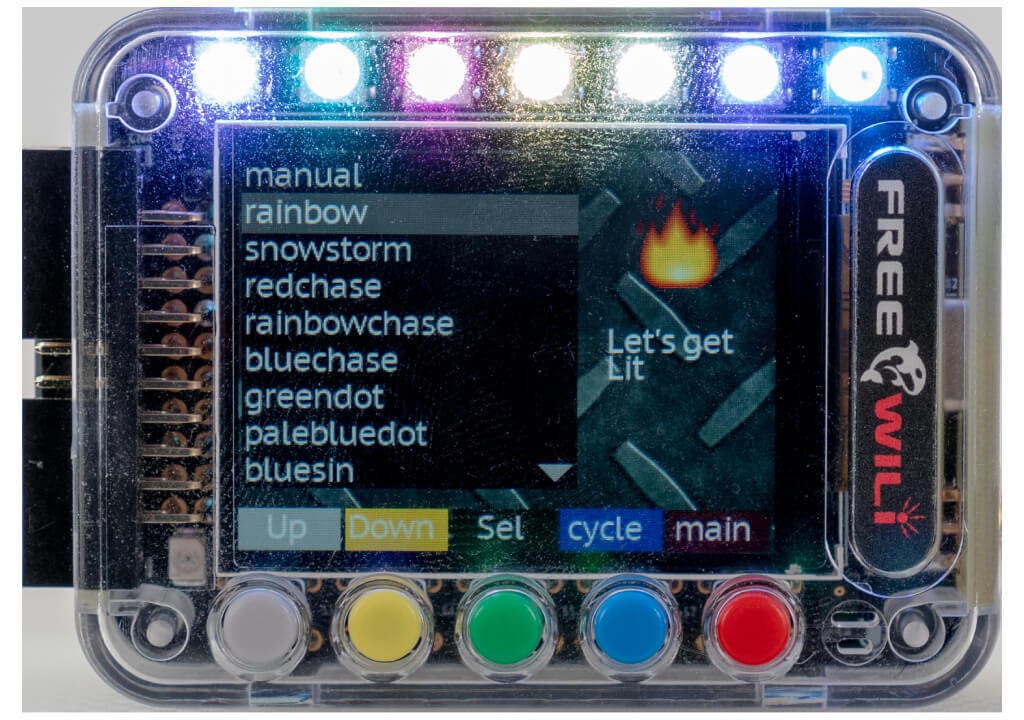 manual
rainbow
snowstorm
redchase
rainbowchase
bluechase
greendot
palebluedot
bluesin
Let's get
Lit
Up Down Sel cycle main
FREE WILi